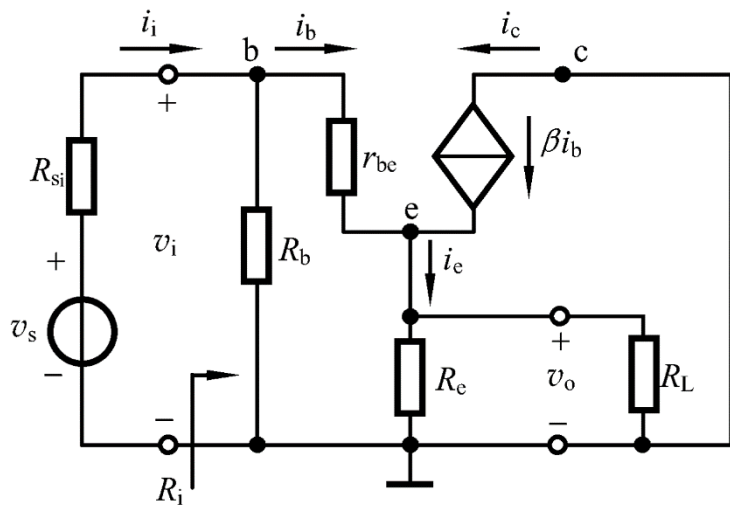 i_i
i_b
i_c
b
c
+
R_si
r_be
βi_b
e
+
v_i
R_b
i_e
v_s
+
−
R_e
v_o
R_L
−
−
R_i